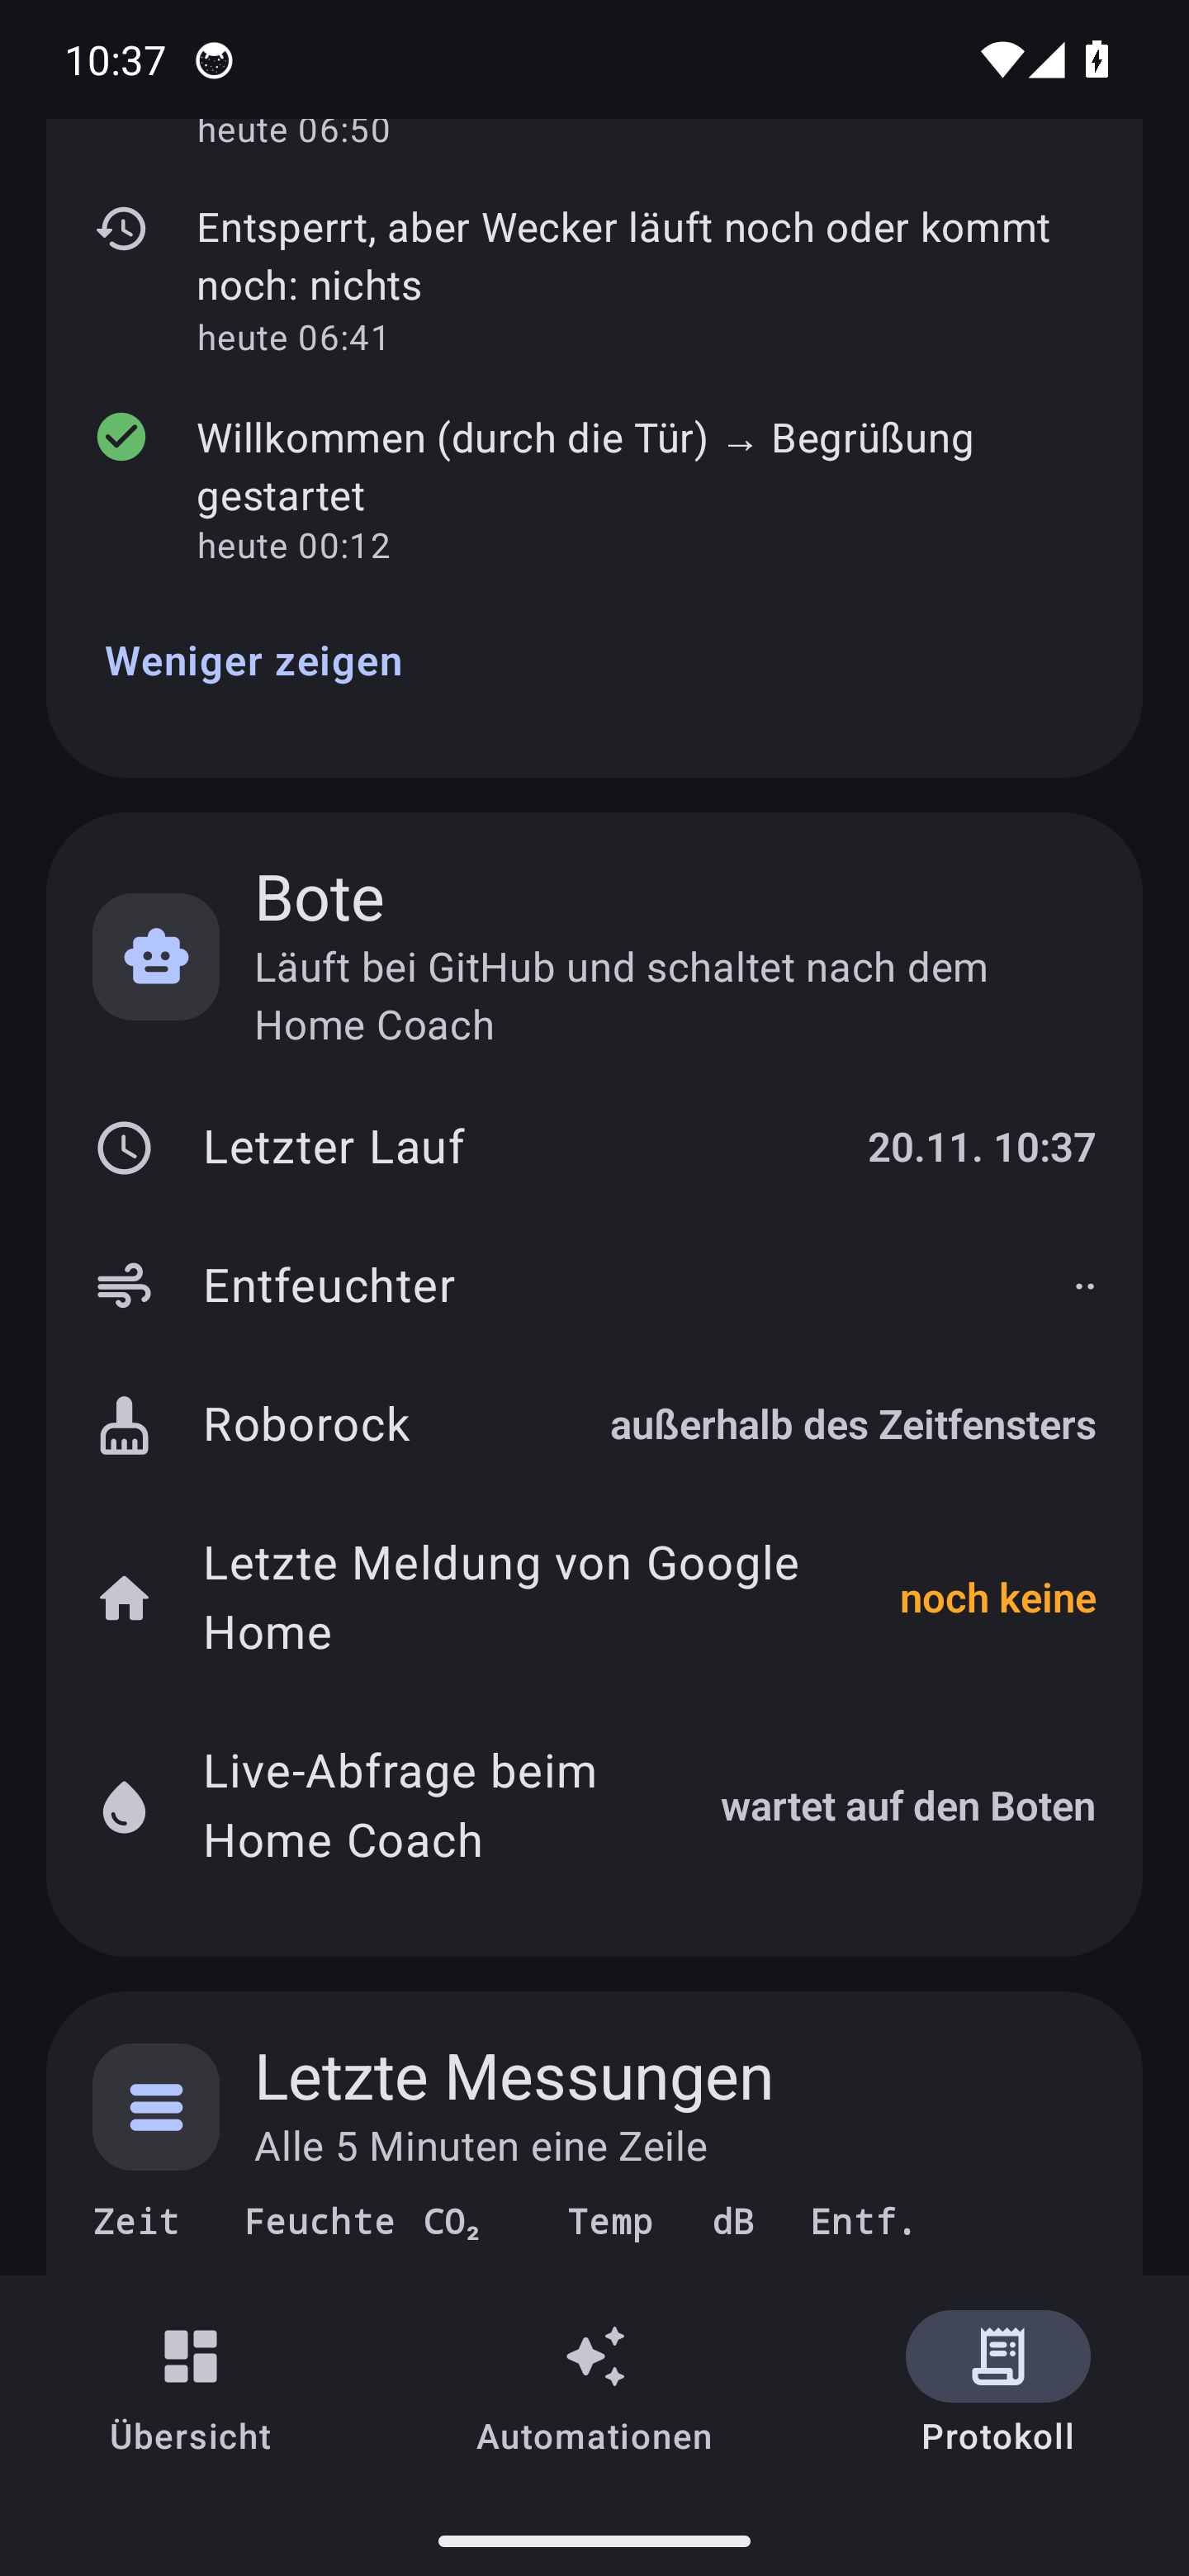 10:37
heute 06:50
Entsperrt, aber Wecker läuft noch oder kommt
noch: nichts
heute 06:41
Willkommen (durch die Tür) → Begrüßung
gestartet
heute 00:12
Weniger zeigen
Bote
Läuft bei GitHub und schaltet nach dem
Home Coach
Letzter Lauf
20.11. 10:37
Entfeuchter
··
Roborock
außerhalb des Zeitfensters
Letzte Meldung von Google
Home
noch keine
Live-Abfrage beim
Home Coach
wartet auf den Boten
Letzte Messungen
Alle 5 Minuten eine Zeile
Zeit Feuchte CO₂ Temp dB Entf.
Übersicht
Automationen
Protokoll